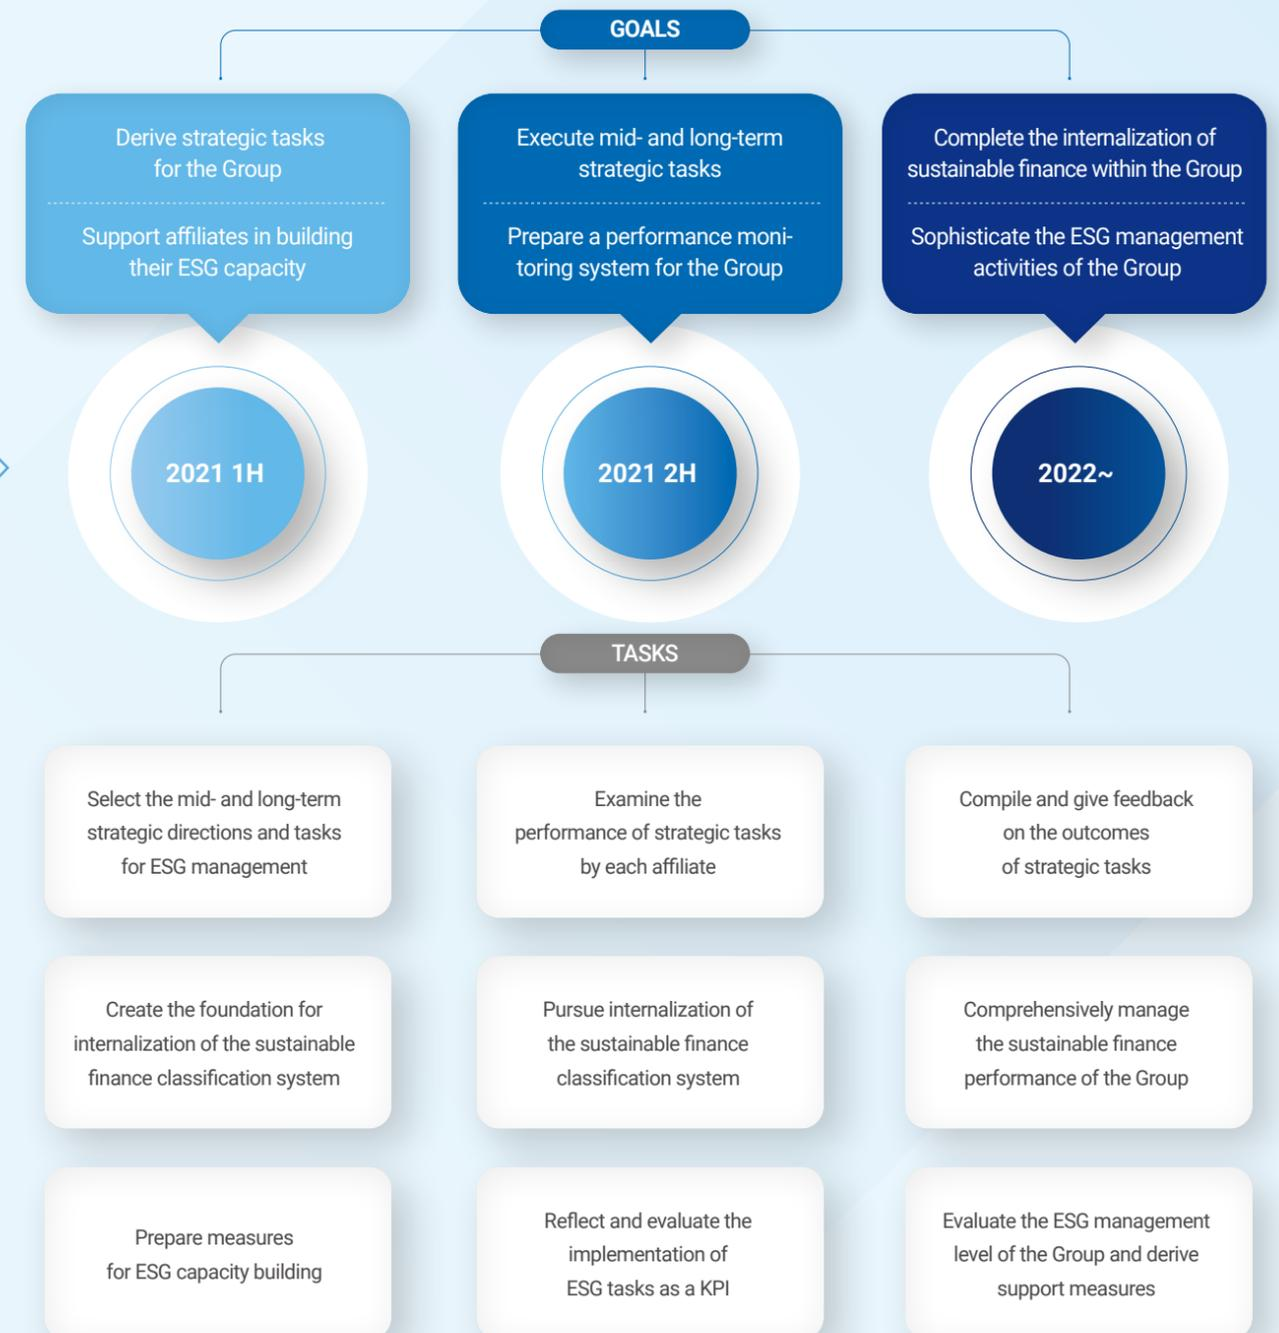 GOALS
Derive strategic tasks
for the Group
Support affiliates in building
their ESG capacity
Execute mid- and long-term
strategic tasks
Prepare a performance moni-
toring system for the Group
Complete the internalization of
sustainable finance within the Group
Sophisticate the ESG management
activities of the Group
2021 1H
2021 2H
2022~
TASKS
Select the mid- and long-term
strategic directions and tasks
for ESG management
Examine the
performance of strategic tasks
by each affiliate
Compile and give feedback
on the outcomes
of strategic tasks
Create the foundation for
internalization of the sustainable
finance classification system
Pursue internalization of
the sustainable finance
classification system
Comprehensively manage
the sustainable finance
performance of the Group
Prepare measures
for ESG capacity building
Reflect and evaluate the
implementation of
ESG tasks as a KPI
Evaluate the ESG management
level of the Group and derive
support measures